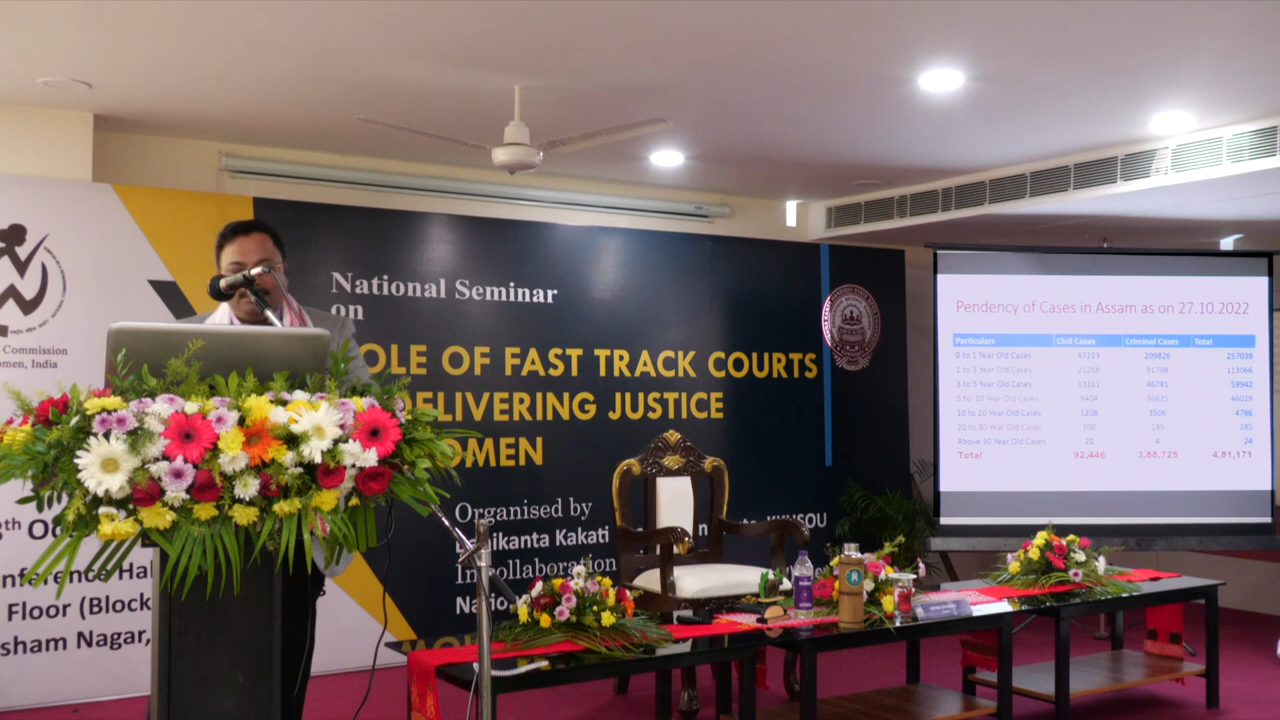 Commission
omen, India
National Seminar
on
OLE OF FAST TRACK COURTS
DELIVERING JUSTICE
OMEN
Organised by
nikanta Kakati
In collaboration
Natio
KKHSOU
onference Hal
Floor (Block
sham Nagar,
Pendency of Cases in Assam as on 27.10.2022
Particulars Civil Cases Criminal Cases Total
0 to 1 Year Old Cases 47213 209826 257039
1 to 3 Year Old Cases 21268 91798 113066
3 to 5 Year Old Cases 13161 46781 59942
5 to 10 Year Old Cases 9404 36625 46029
10 to 20 Year Old Cases 1208 3506 4786
20 to 30 Year Old Cases 100 185 285
Above 30 Year Old Cases 20 4 24
Total 92,446 3,88,725 4,81,171